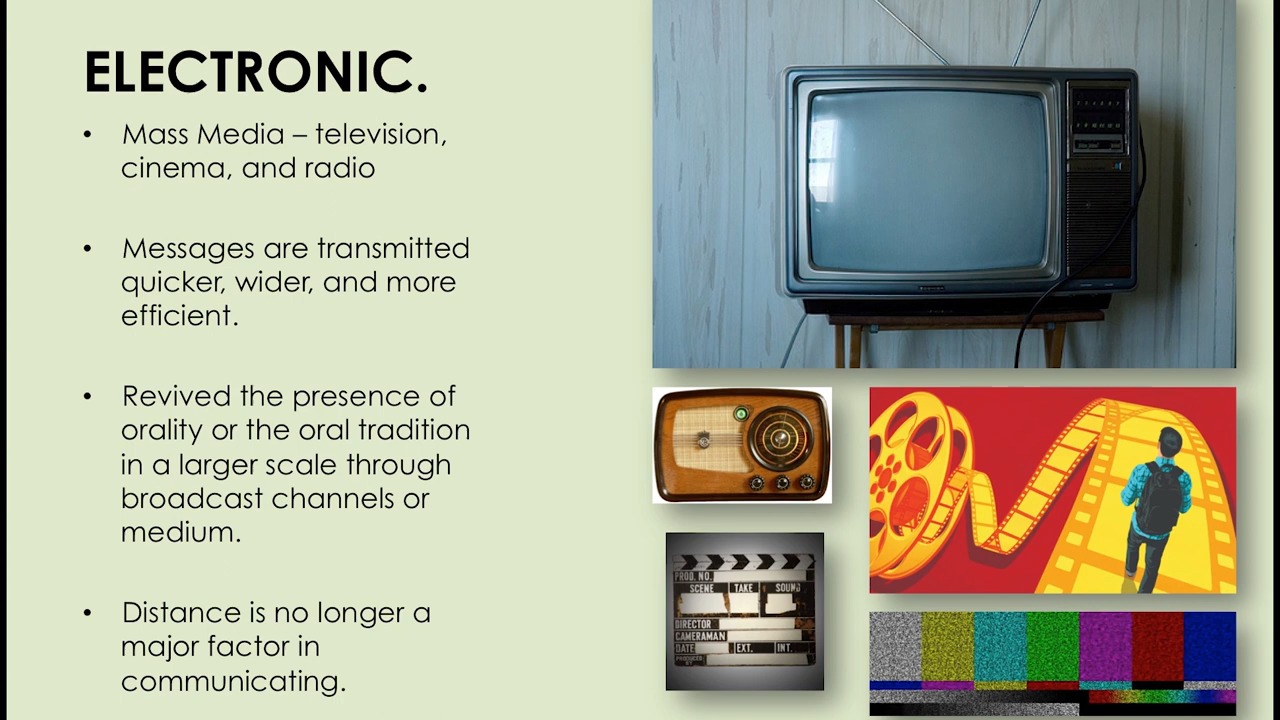 ELECTRONIC.
• Mass Media – television,
cinema, and radio
• Messages are transmitted
quicker, wider, and more
efficient.
• Revived the presence of
orality or the oral tradition
in a larger scale through
broadcast channels or
medium.
• Distance is no longer a
major factor in
communicating.
PROD. NO.
SCENE TAKE SOUND
DIRECTOR
CAMERAMAN
DATE EXT. INT.
PRODUCED
BY